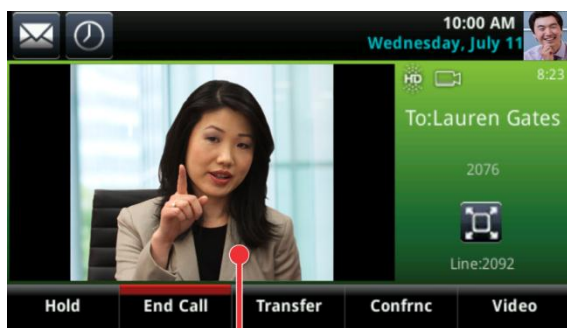 10:00 AM
Wednesday, July 11
HD
8:23
To:Lauren Gates
2076
Line:2092
Hold
End Call
Transfer
Confrnc
Video